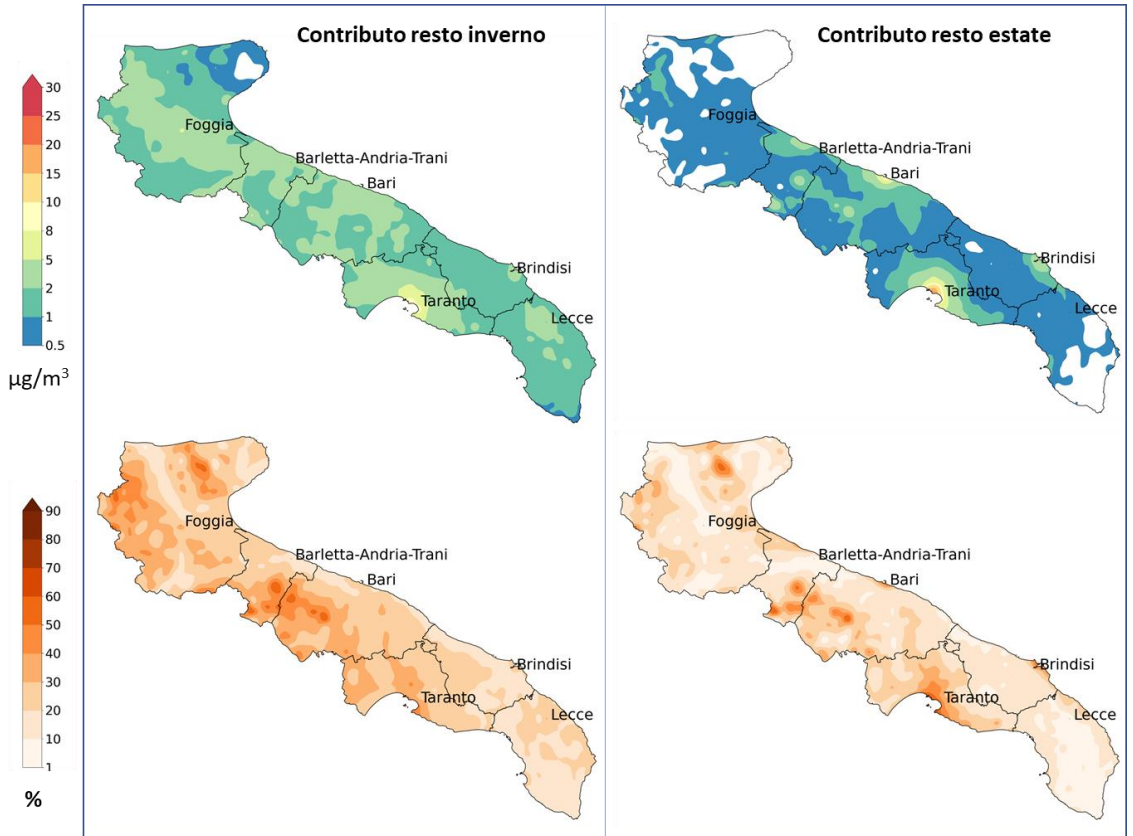 Contributo resto inverno
Contributo resto estate
30
25
20
15
10
8
5
2
1
0.5
µg/m³
Foggia
Barletta-Andria-Trani
Bari
Brindisi
Taranto
Lecce
Foggia
Barletta-Andria-Trani
Bari
Brindisi
Taranto
Lecce
90
80
70
60
50
40
30
20
10
1
%
Foggia
Barletta-Andria-Trani
Bari
Brindisi
Taranto
Lecce
Foggia
Barletta-Andria-Trani
Bari
Brindisi
Taranto
Lecce